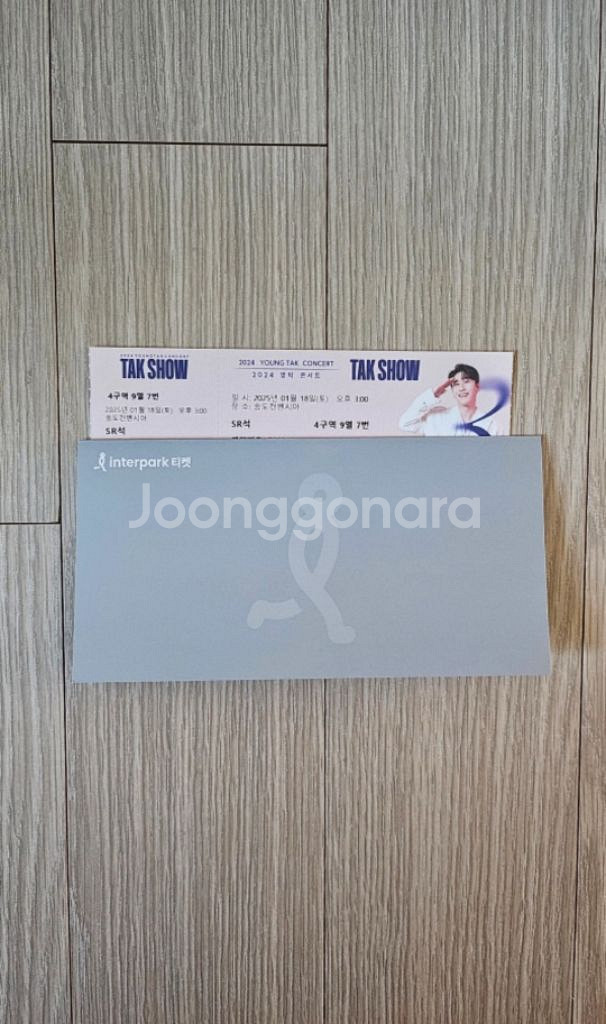 2024 YOUNGTAK CONCERT
TAK SHOW
4구역 9열 7번
2025년 01월 18일(토) 오후 3:00
송도컨벤시아
SR석
2024 YOUNG TAK CONCERT
2024 영탁 콘서트
TAK SHOW
일 시: 2025년 01월 18일(토) 오후 3:00
장 소: 송도컨벤시아
SR석 4구역 9열 7번
interpark 티켓
Joonggonara